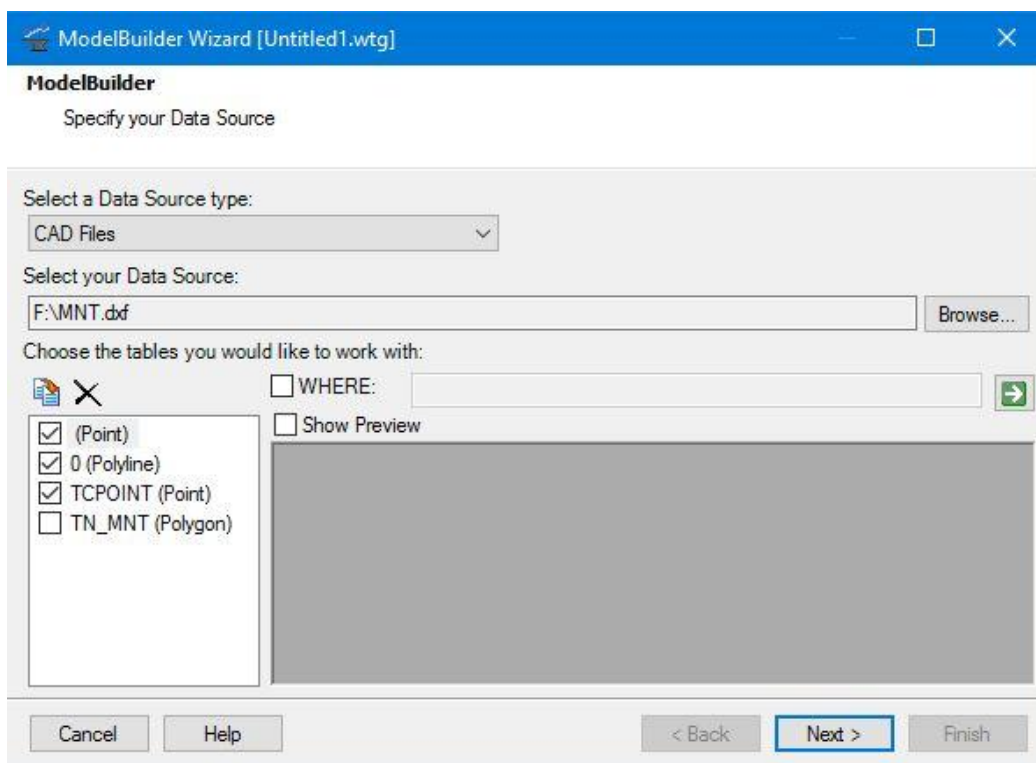 ModelBuilder Wizard [Untitled1.wtg]
ModelBuilder
Specify your Data Source
Select a Data Source type:
CAD Files
Select your Data Source:
F:\MNT.dxf
Browse...
Choose the tables you would like to work with:
WHERE:
Show Preview
(Point)
0 (Polyline)
TCPOINT (Point)
TN_MNT (Polygon)
Cancel Help < Back Next > Finish